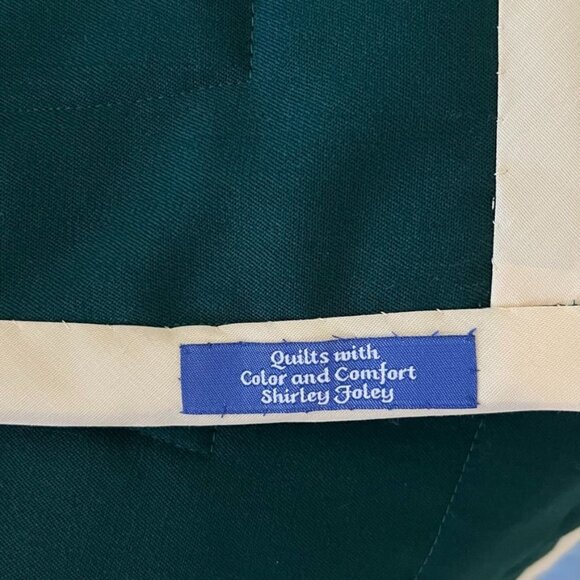 Quilts with
Color and Comfort
Shirley Foley